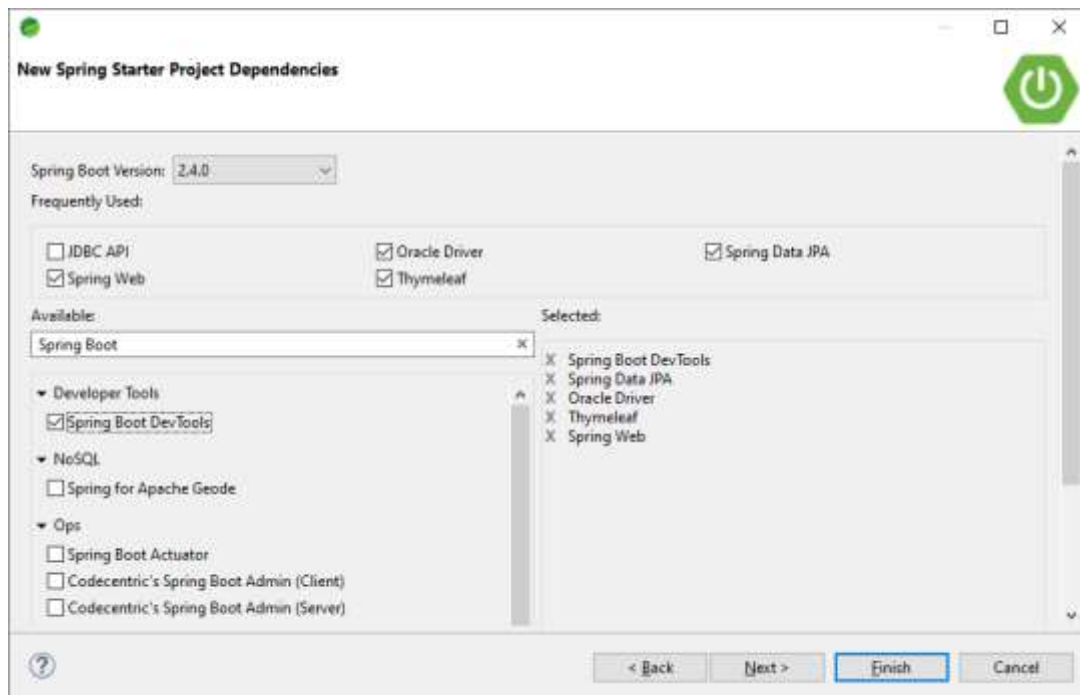 New Spring Starter Project Dependencies
Spring Boot Version: 2.4.0
Frequently Used:
JDBC API Oracle Driver Spring Data JPA
Spring Web Thymeleaf
Available: Selected:
Spring Boot
X Spring Boot DevTools
X Spring Data JPA
X Oracle Driver
X Thymeleaf
X Spring Web
Developer Tools
Spring Boot DevTools
NoSQL
Spring for Apache Geode
Ops
Spring Boot Actuator
Codecentric's Spring Boot Admin (Client)
Codecentric's Spring Boot Admin (Server)
? < Back Next > Finish Cancel